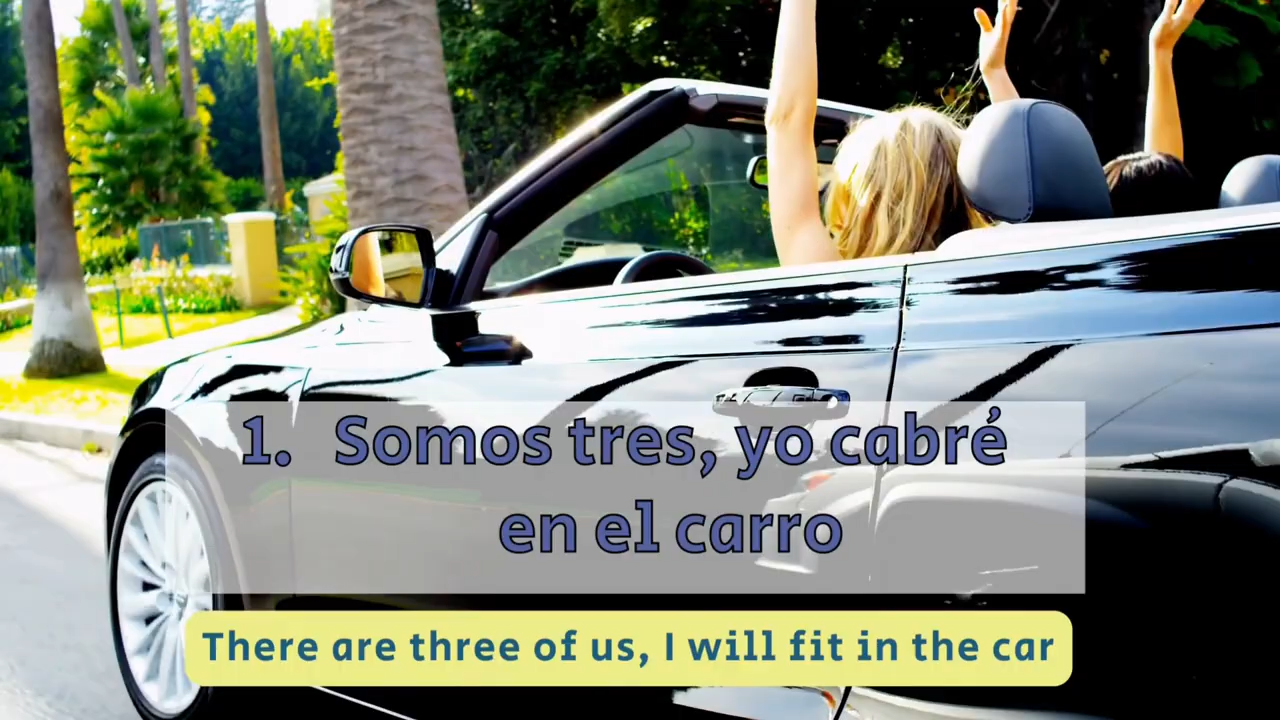 1. Somos tres, yo cabré
en el carro
There are three of us, I will fit in the car